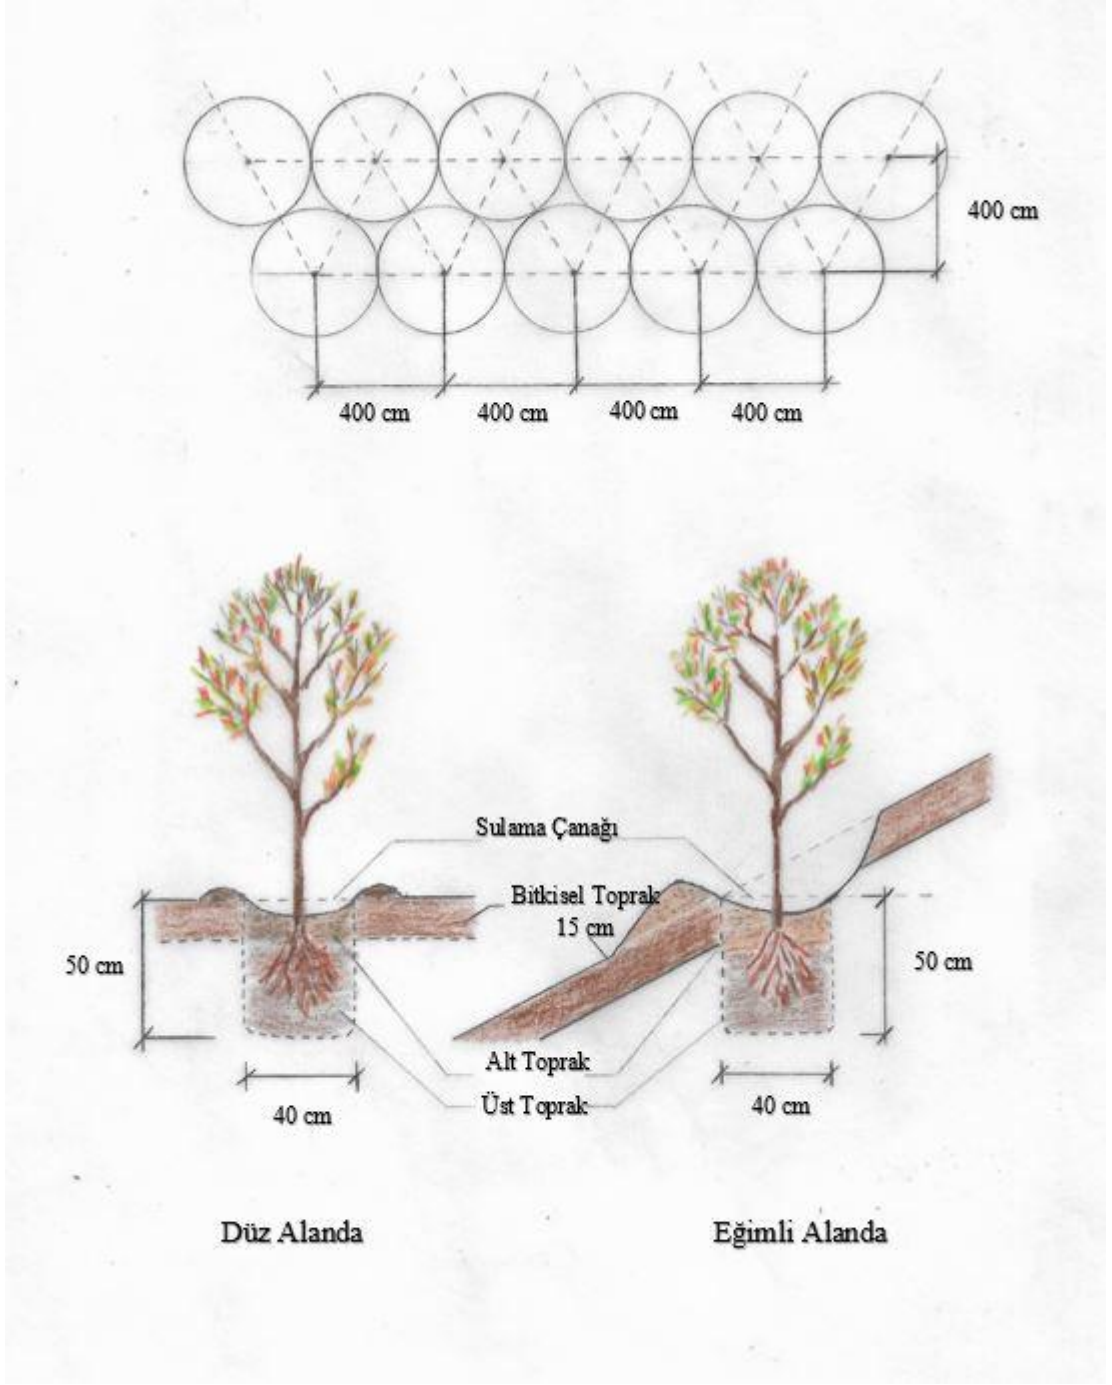 400 cm
400 cm
400 cm
400 cm
400 cm
Sulama Çanağı
Bitkisel Toprak
15 cm
50 cm
50 cm
Alt Toprak
Üst Toprak
40 cm
40 cm
Düz Alanda
Eğimli Alanda